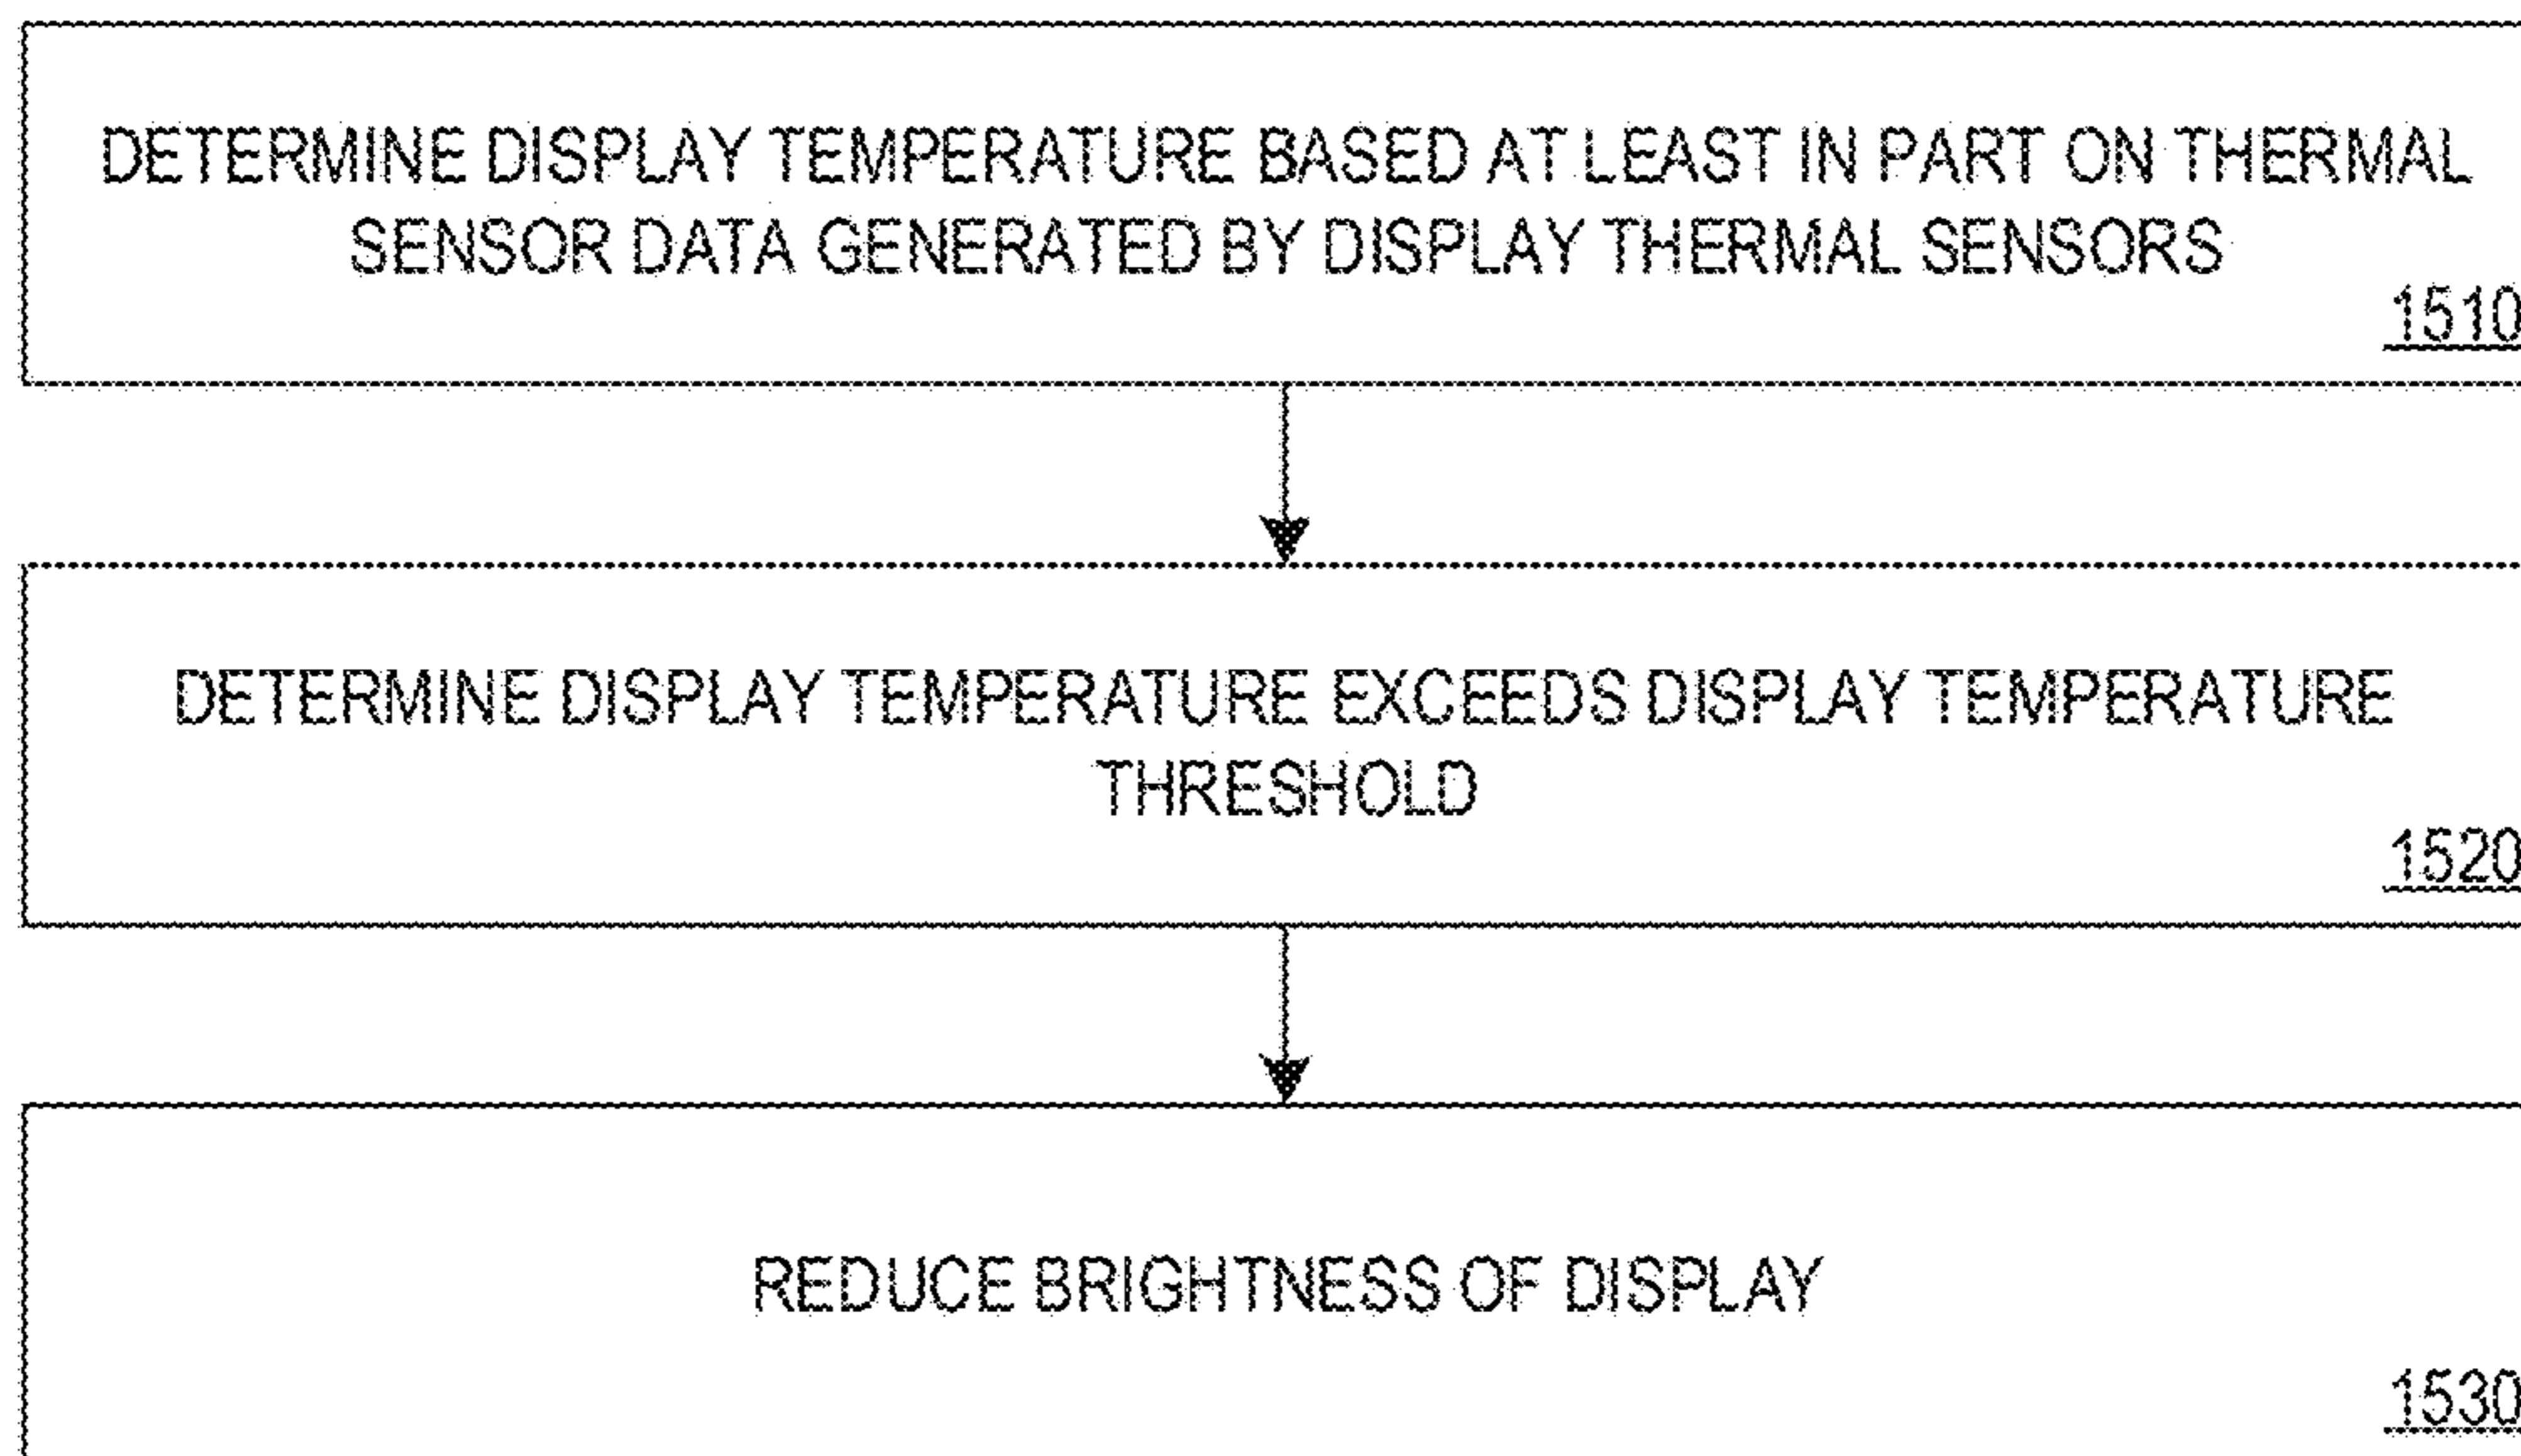 DETERMINE DISPLAY TEMPERATURE BASED AT LEAST IN PART ON THERMAL
SENSOR DATA GENERATED BY DISPLAY THERMAL SENSORS
1510
DETERMINE DISPLAY TEMPERATURE EXCEEDS DISPLAY TEMPERATURE
THRESHOLD
1520
REDUCE BRIGHTNESS OF DISPLAY
1530